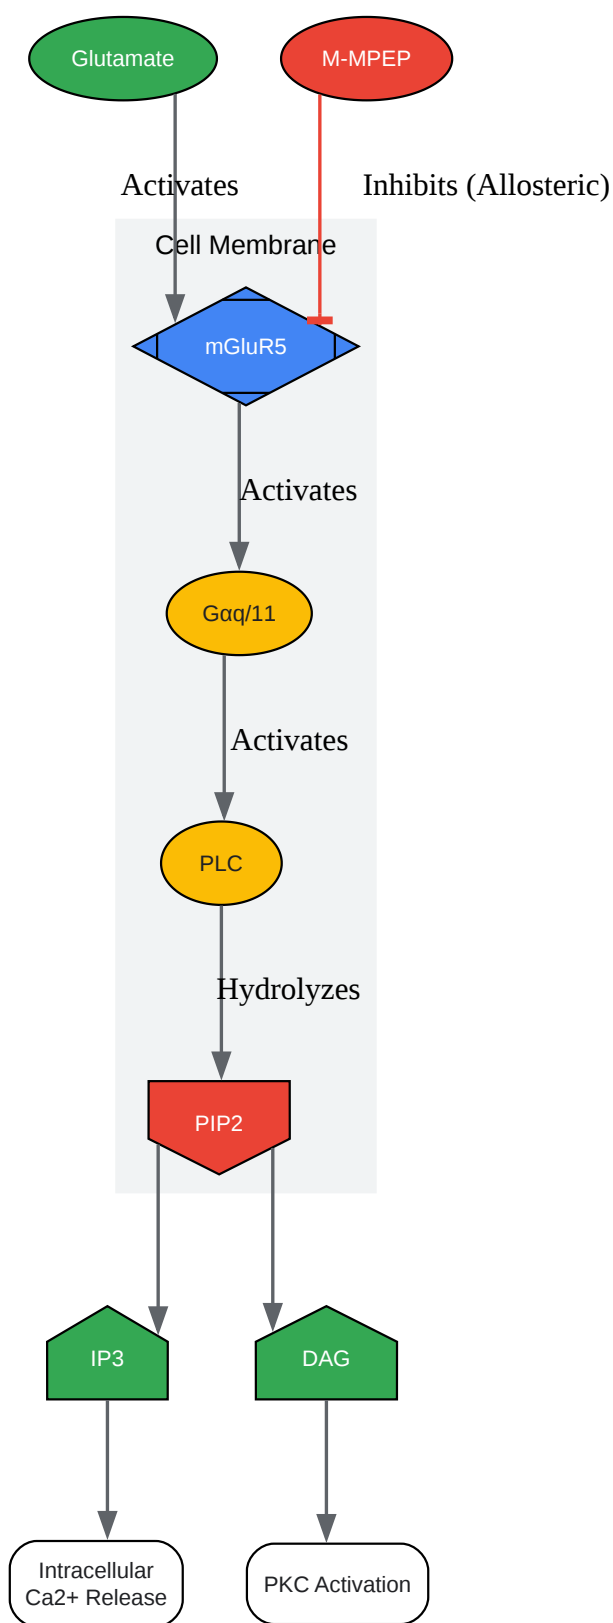 Glutamate
M-MPEP
Activates
Inhibits (Allosteric)
Cell Membrane
mGluR5
Activates
Gαq/11
Activates
PLC
Hydrolyzes
PIP2
IP3
DAG
Intracellular
Ca2+ Release
PKC Activation